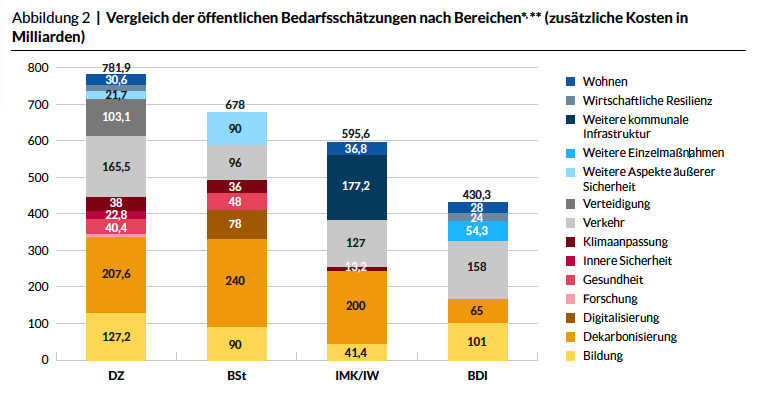 Abbildung 2 | Vergleich der öffentlichen Bedarfsschätzungen nach Bereichen*,** (zusätzliche Kosten in
Milliarden)
800
700
600
500
400
300
200
100
0
781,9
30,6
21,7
103,1
165,5
38
22,8
40,4
207,6
127,2
DZ
678
90
96
36
48
78
240
90
BSt
595,6
36,8
177,2
127
13,2
200
41,4
IMK/IW
430,3
28
24
54,3
158
65
101
BDI
Wohnen
Wirtschaftliche Resilienz
Weitere kommunale
Infrastruktur
Weitere Einzelmaßnahmen
Weitere Aspekte äußerer
Sicherheit
Verteidigung
Verkehr
Klimaanpassung
Innere Sicherheit
Gesundheit
Forschung
Digitalisierung
Dekarbonisierung
Bildung